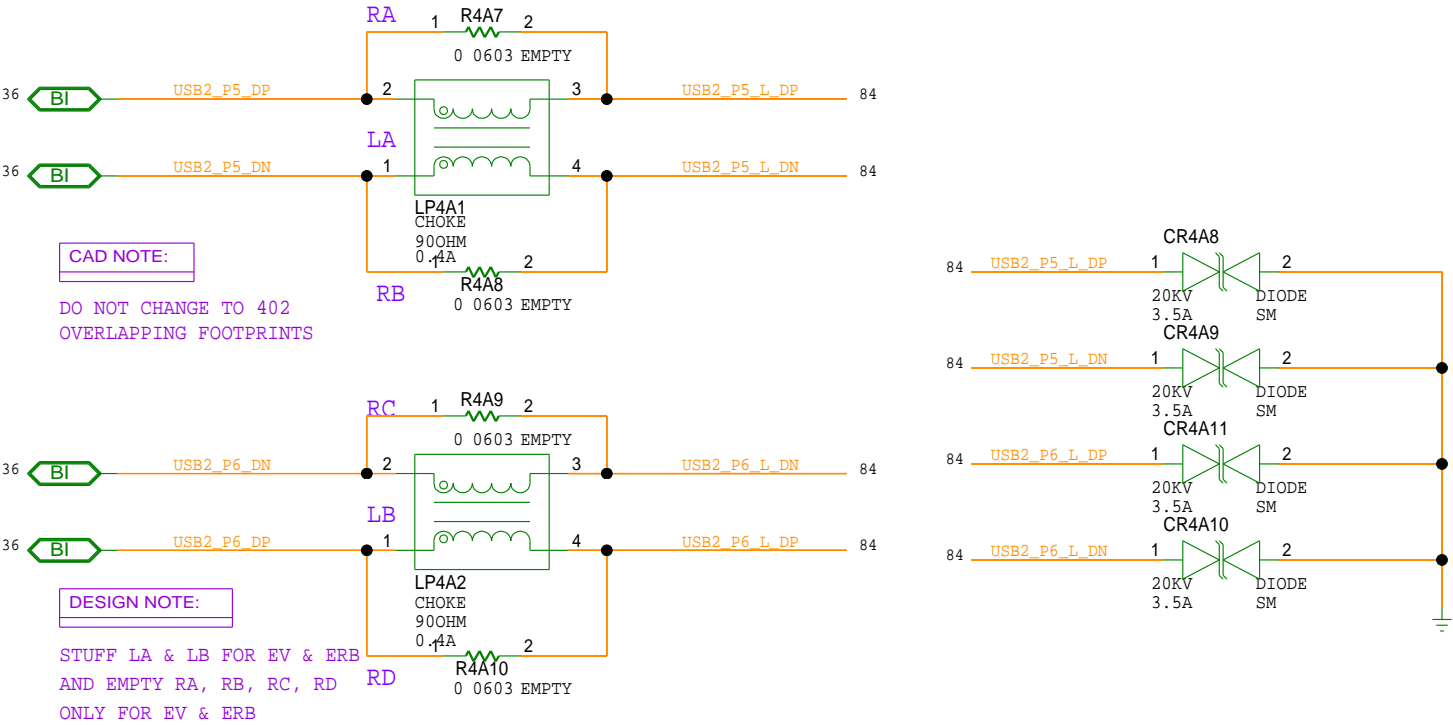 RA
1 R4A7 2
0 0603 EMPTY
36 BI USB2_P5_DP 2 3 USB2_P5_L_DP 84
LA
36 BI USB2_P5_DN 1 4 USB2_P5_L_DN 84
LP4A1
CHOKE
90OHM
0.4A
1 2
R4A8
RB
0 0603 EMPTY
CAD NOTE:
DO NOT CHANGE TO 402
OVERLAPPING FOOTPRINTS
RC
1 R4A9 2
0 0603 EMPTY
36 BI USB2_P6_DN 2 3 USB2_P6_L_DN 84
LB
36 BI USB2_P6_DP 1 4 USB2_P6_L_DP 84
LP4A2
CHOKE
90OHM
0.4A
1 2
R4A10
RD
0 0603 EMPTY
DESIGN NOTE:
STUFF LA & LB FOR EV & ERB
AND EMPTY RA, RB, RC, RD
ONLY FOR EV & ERB
CR4A8
84 USB2_P5_L_DP 1 2
20KV DIODE
3.5A SM
CR4A9
84 USB2_P5_L_DN 1 2
20KV DIODE
3.5A SM
CR4A11
84 USB2_P6_L_DP 1 2
20KV DIODE
3.5A SM
CR4A10
84 USB2_P6_L_DN 1 2
20KV DIODE
3.5A SM